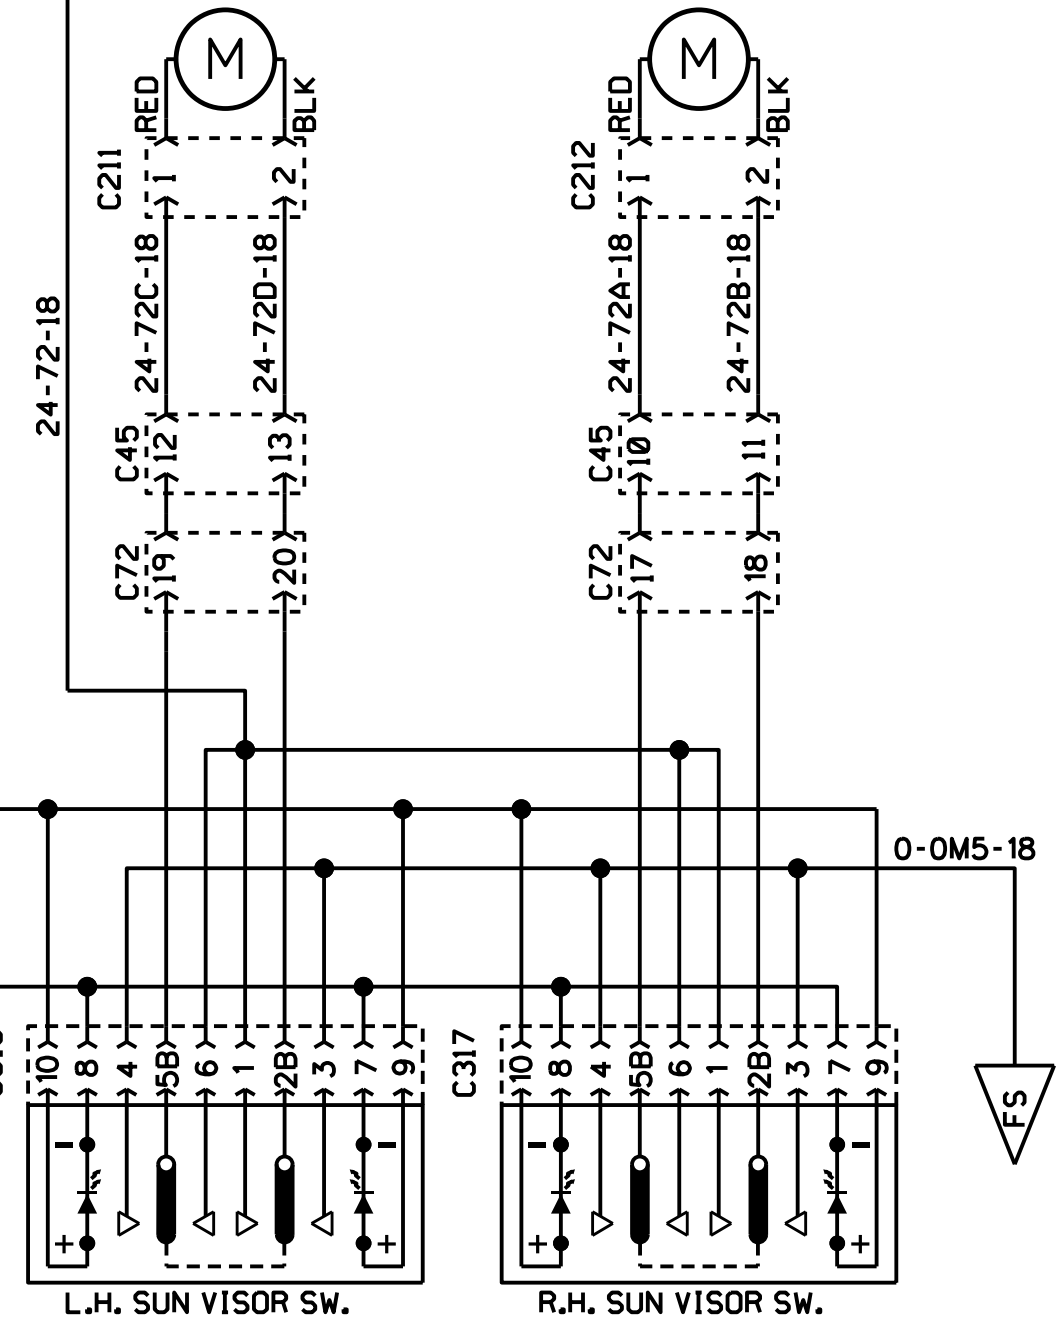 M M
RED BLK RED BLK
C211 1 2 C212 1 2
24-72-18 24-72C-18 24-72D-18 24-72A-18 24-72B-18
C45 12 13 C45 10 11
C72 19 20 C72 17 18
0-0M5-18
10 8 4 5B 6 1 2B 3 7 9 C317 10 8 4 5B 6 1 2B 3 7 9
FS
- - - -
+ + + +
L.H. SUN VISOR SW. R.H. SUN VISOR SW.